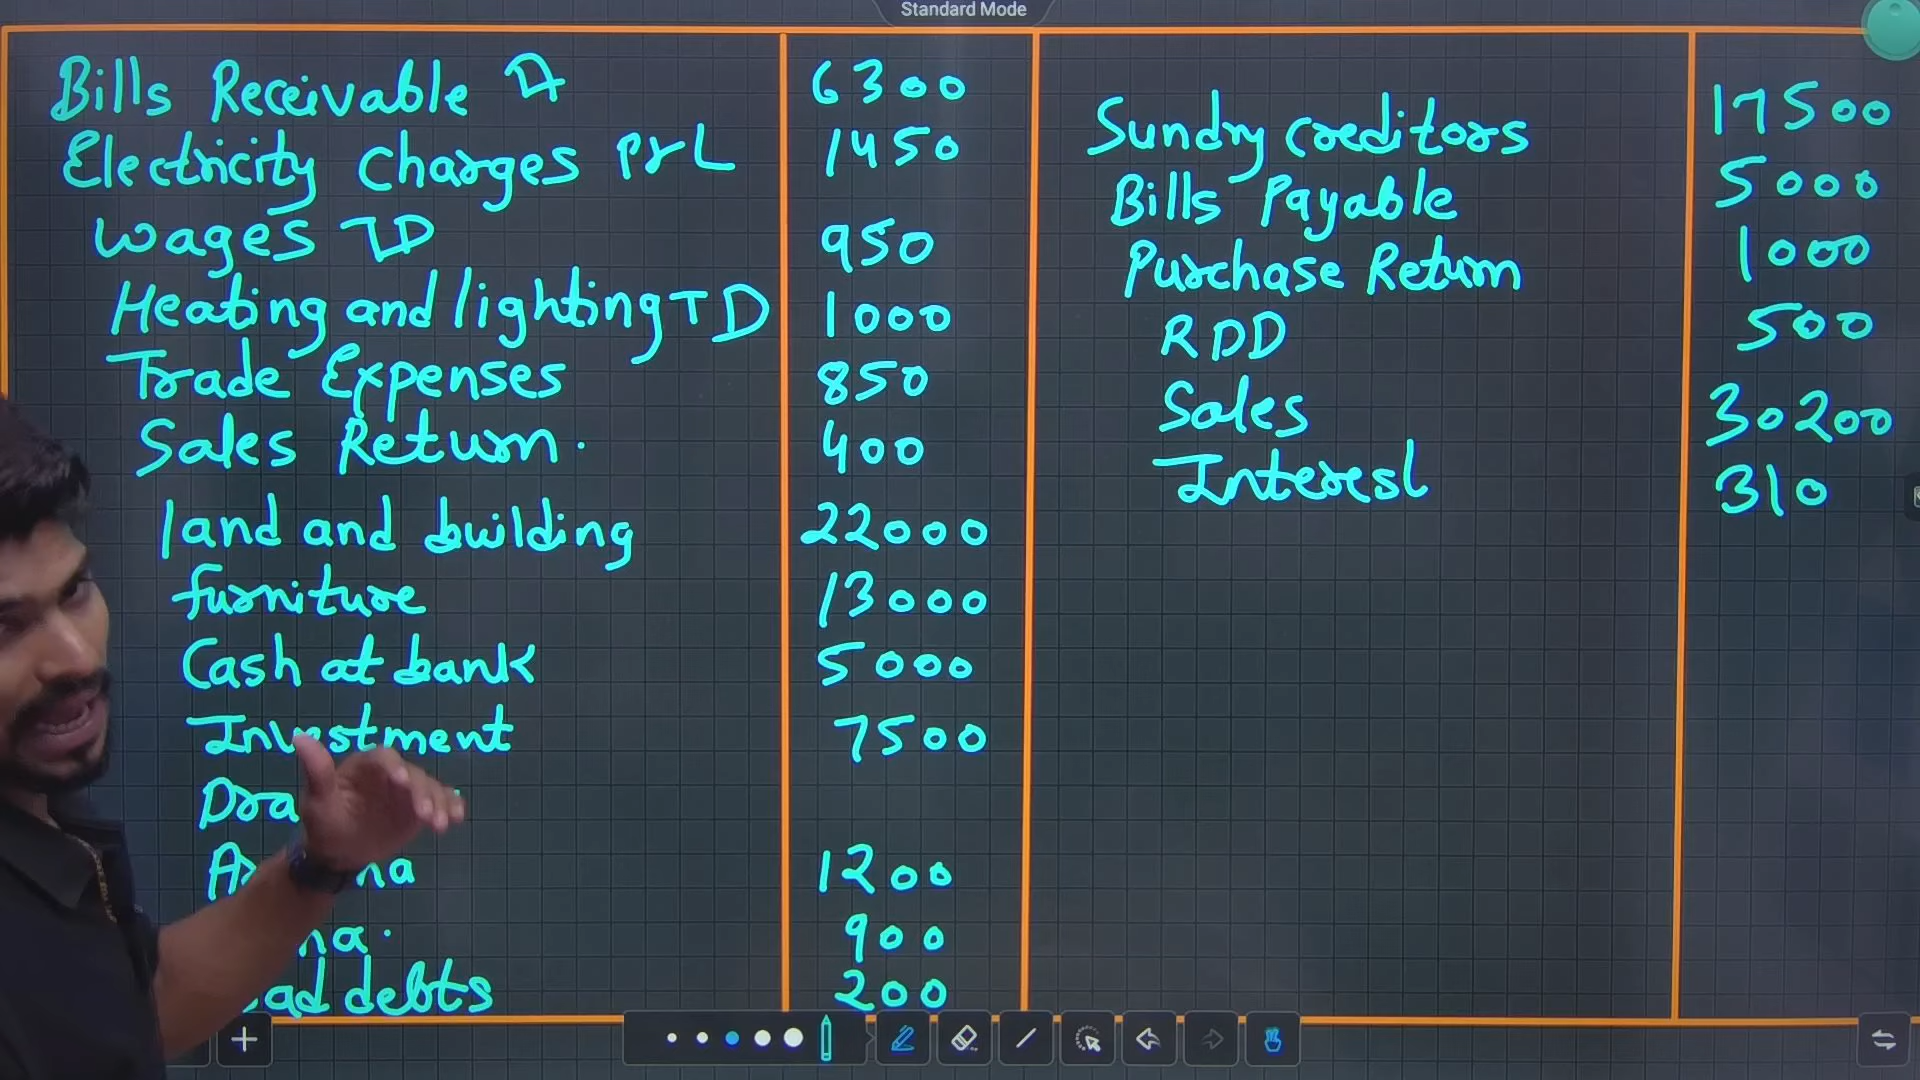 Standard Mode
Bills Receivable A 6300
Electricity Charges P&L 1450
Wages TD 950
Heating and lighting TD 1000
Trade Expenses 850
Sales Return. 400
land and building 22000
furniture 13000
Cash at bank 5000
Investment 7500
1200
900
debts 200
Sundry Creditors 17500
Bills Payable 5000
Purchase Return 1000
RDD 500
Sales 30200
Interest 310